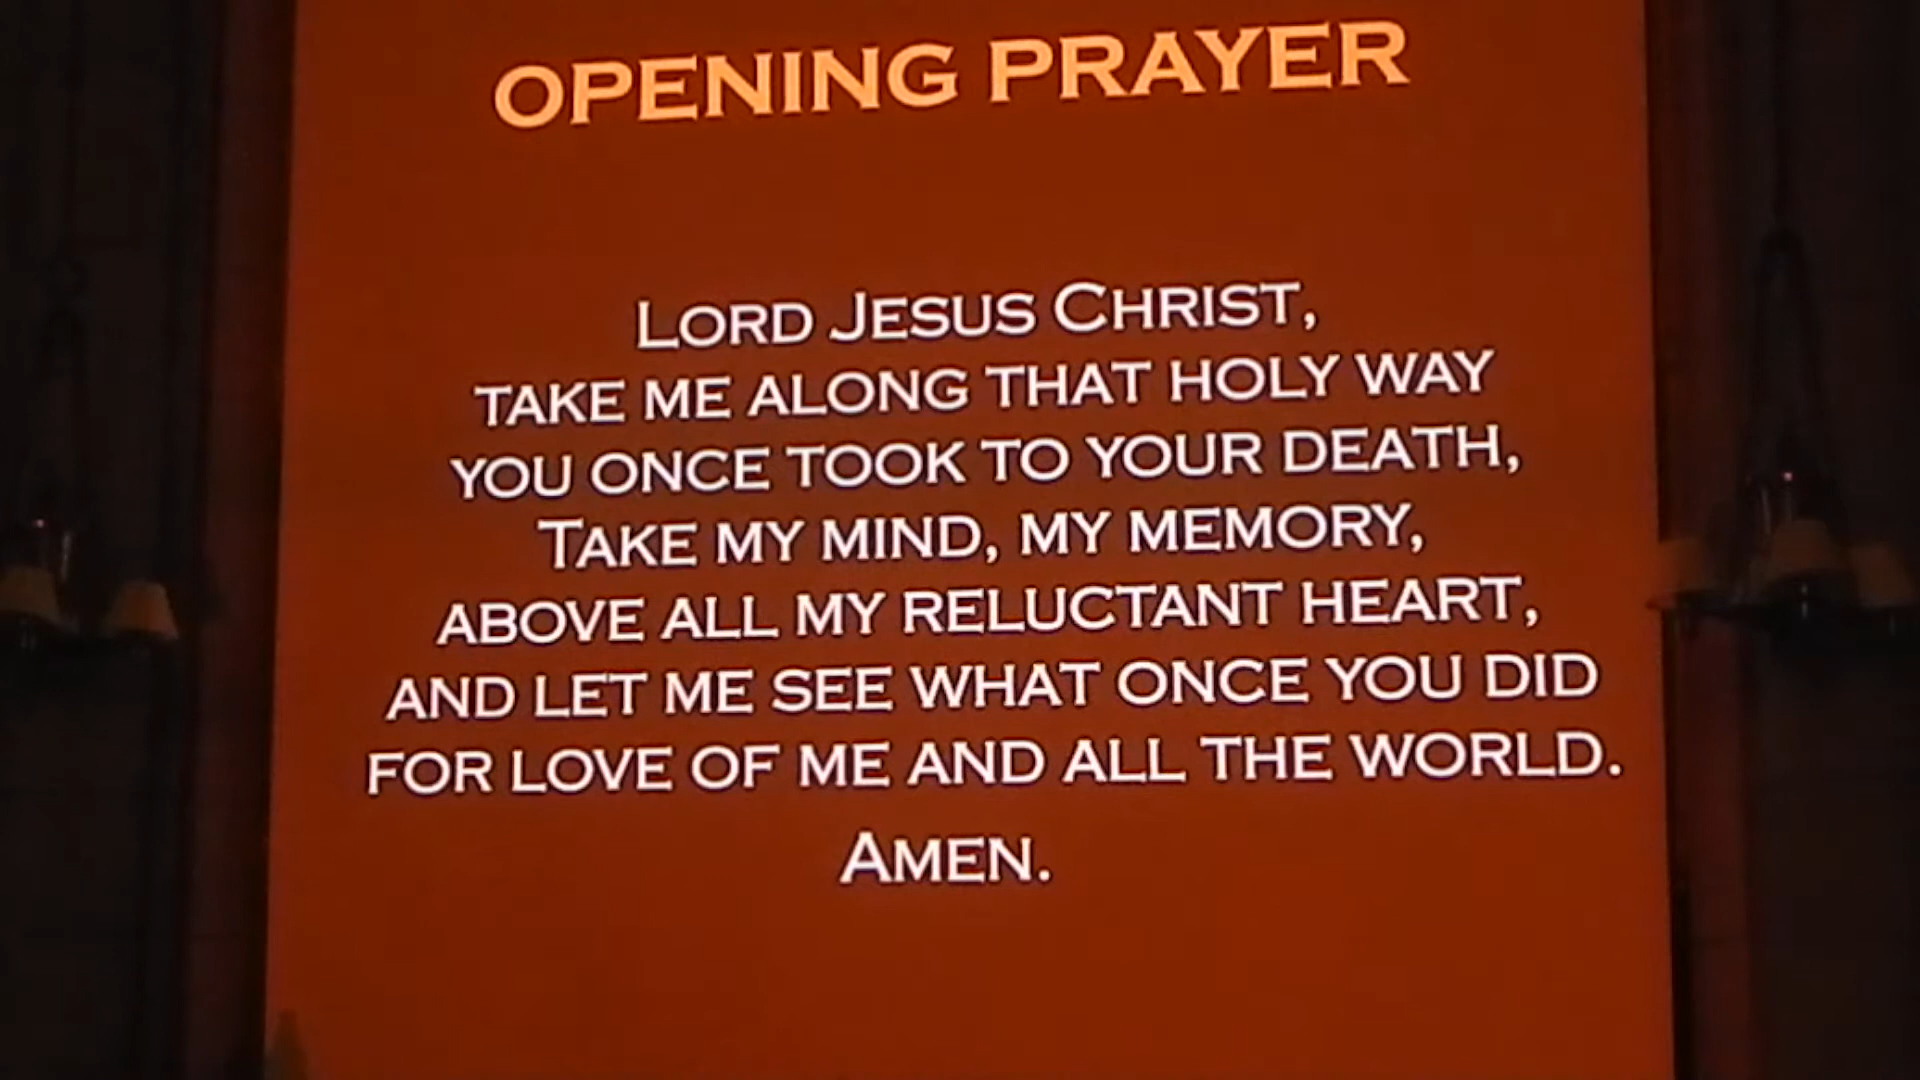 OPENING PRAYER
LORD JESUS CHRIST,
TAKE ME ALONG THAT HOLY WAY
YOU ONCE TOOK TO YOUR DEATH,
TAKE MY MIND, MY MEMORY,
ABOVE ALL MY RELUCTANT HEART,
AND LET ME SEE WHAT ONCE YOU DID
FOR LOVE OF ME AND ALL THE WORLD.
AMEN.